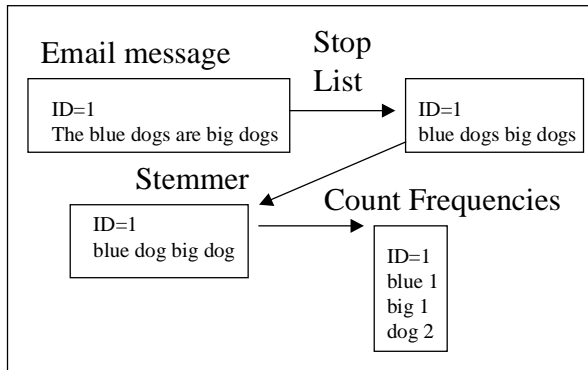 Email message
Stop
List
ID=1
The blue dogs are big dogs
ID=1
blue dogs big dogs
Stemmer
Count Frequencies
ID=1
blue dog big dog
ID=1
blue 1
big 1
dog 2